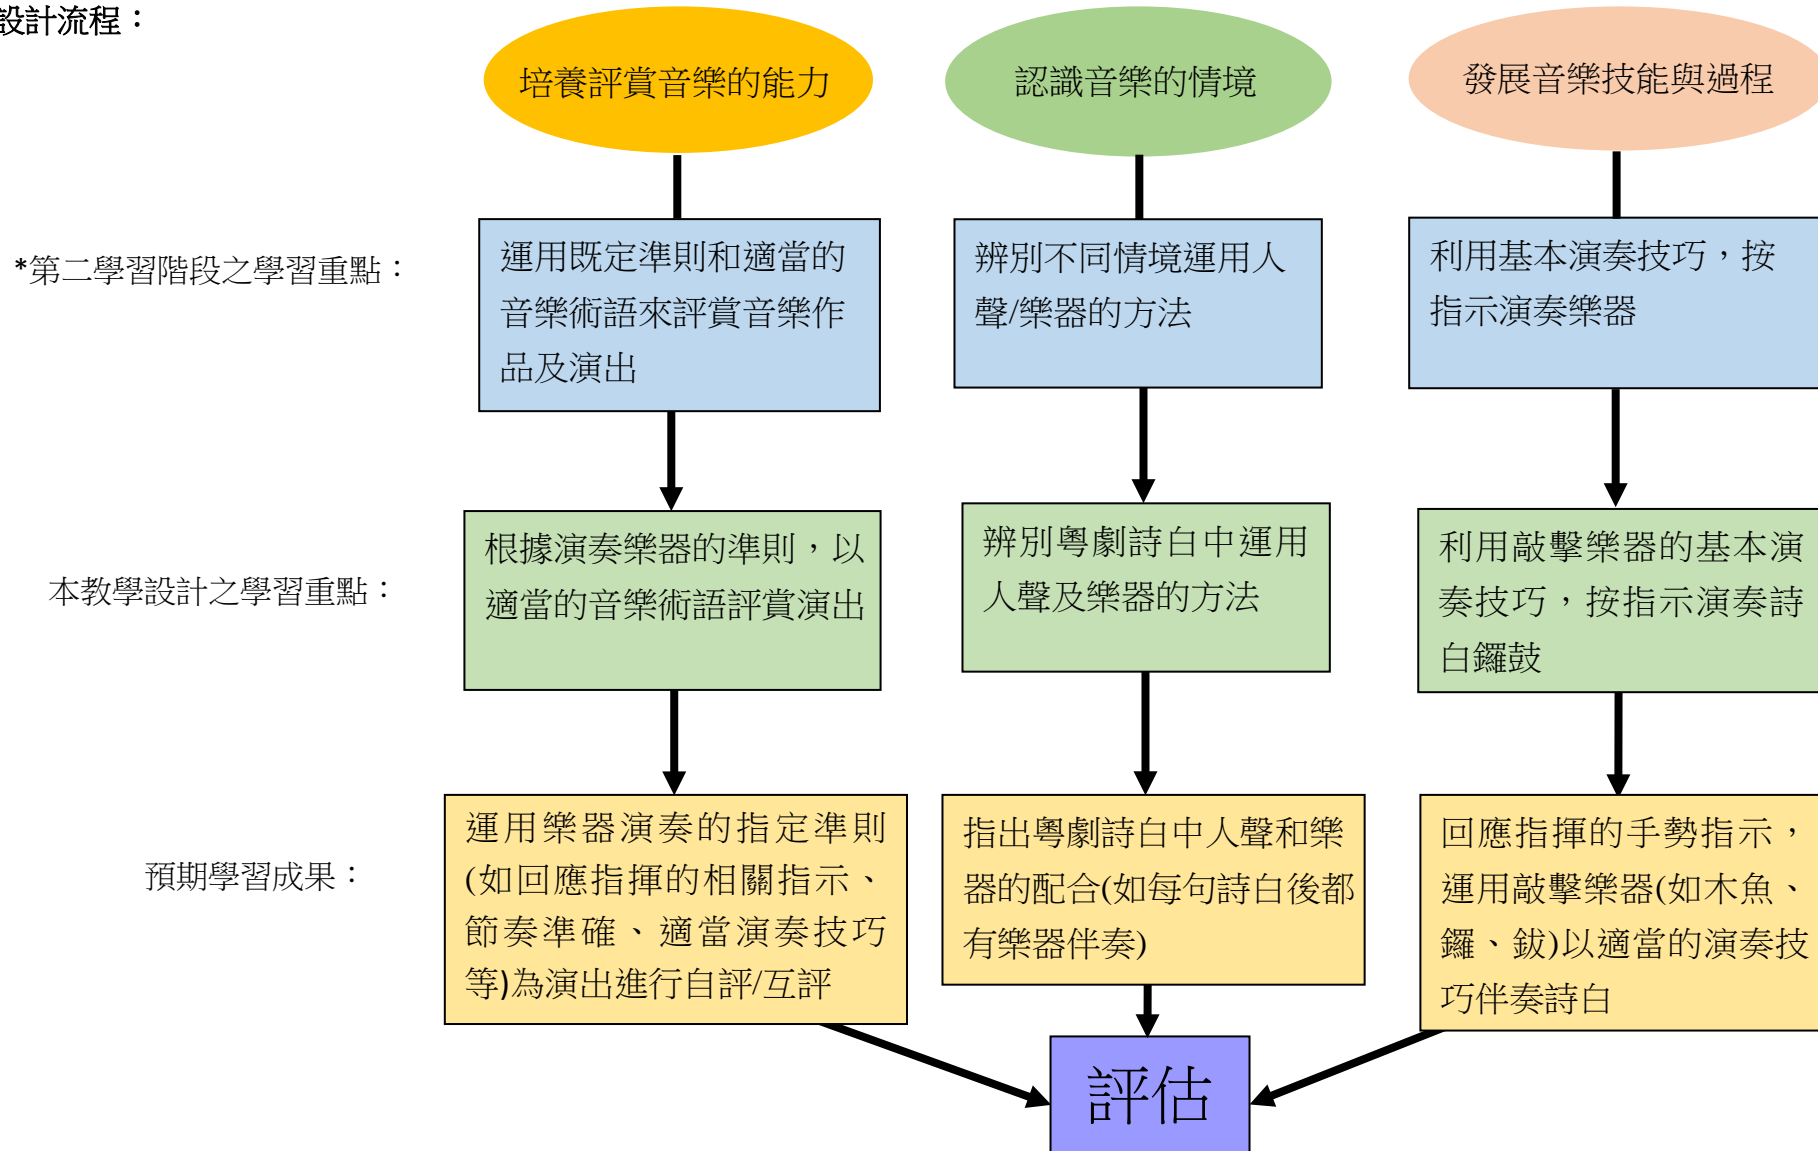 設計流程：
培養評賞音樂的能力
認識音樂的情境
發展音樂技能與過程
*第二學習階段之學習重點：
運用既定準則和適當的
音樂術語來評賞音樂作
品及演出
辨別不同情境運用人
聲/樂器的方法
利用基本演奏技巧，按
指示演奏樂器
本教學設計之學習重點：
根據演奏樂器的準則，以
適當的音樂術語評賞演出
辨別粵劇詩白中運用
人聲及樂器的方法
利用敲擊樂器的基本演
奏技巧，按指示演奏詩
白鑼鼓
預期學習成果：
運用樂器演奏的指定準則
(如回應指揮的相關指示、
節奏準確、適當演奏技巧
等)為演出進行自評/互評
指出粵劇詩白中人聲和樂
器的配合(如每句詩白後都
有樂器伴奏)
回應指揮的手勢指示，
運用敲擊樂器(如木魚、
鑼、鈸)以適當的演奏技
巧伴奏詩白
評估